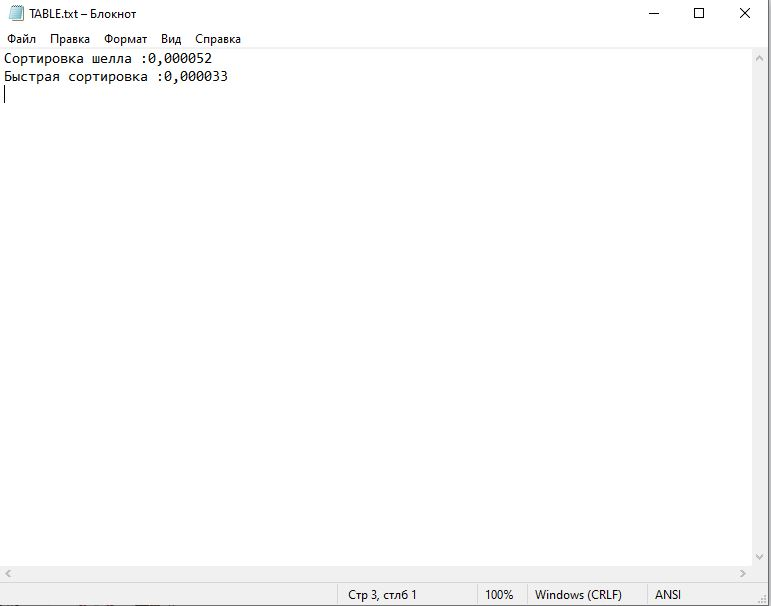 TABLE.txt – Блокнот
Файл Правка Формат Вид Справка
Сортировка шелла :0,000052
Быстрая сортировка :0,000033
Стр 3, стлб 1 100% Windows (CRLF) ANSI